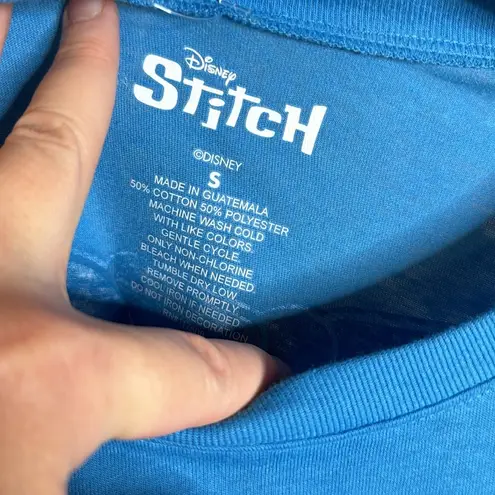 Disney
STITCH
©DISNEY
S
MADE IN GUATEMALA
50% COTTON 50% POLYESTER
MACHINE WASH COLD
WITH LIKE COLORS.
GENTLE CYCLE.
ONLY NON-CHLORINE
BLEACH WHEN NEEDED.
TUMBLE DRY LOW.
REMOVE PROMPTLY.
COOL IRON IF NEEDED.
DO NOT IRON DECORATION.